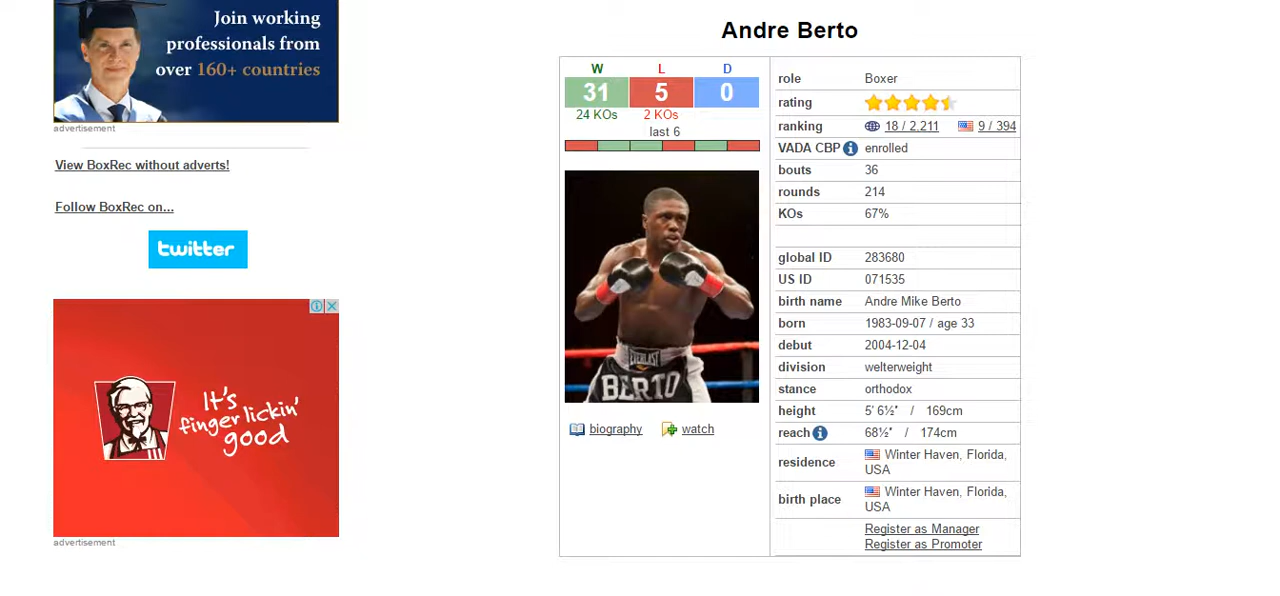 Join working
professionals from
over 160+ countries
advertisement
View BoxRec without adverts!
Follow BoxRec on...
twitter
It's
finger lickin'
good
advertisement
Andre Berto
W L D
31 5 0
24 KOs 2 KOs
last 6
EVERLAST
BERTO
biography watch
role Boxer
rating
ranking 18 / 2,211 9 / 394
VADA CBP enrolled
bouts 36
rounds 214
KOs 67%
global ID 283680
US ID 071535
birth name Andre Mike Berto
born 1983-09-07 / age 33
debut 2004-12-04
division welterweight
stance orthodox
height 5′ 6½″ / 169cm
reach 68½″ / 174cm
residence Winter Haven, Florida,
USA
birth place Winter Haven, Florida,
USA
Register as Manager
Register as Promoter